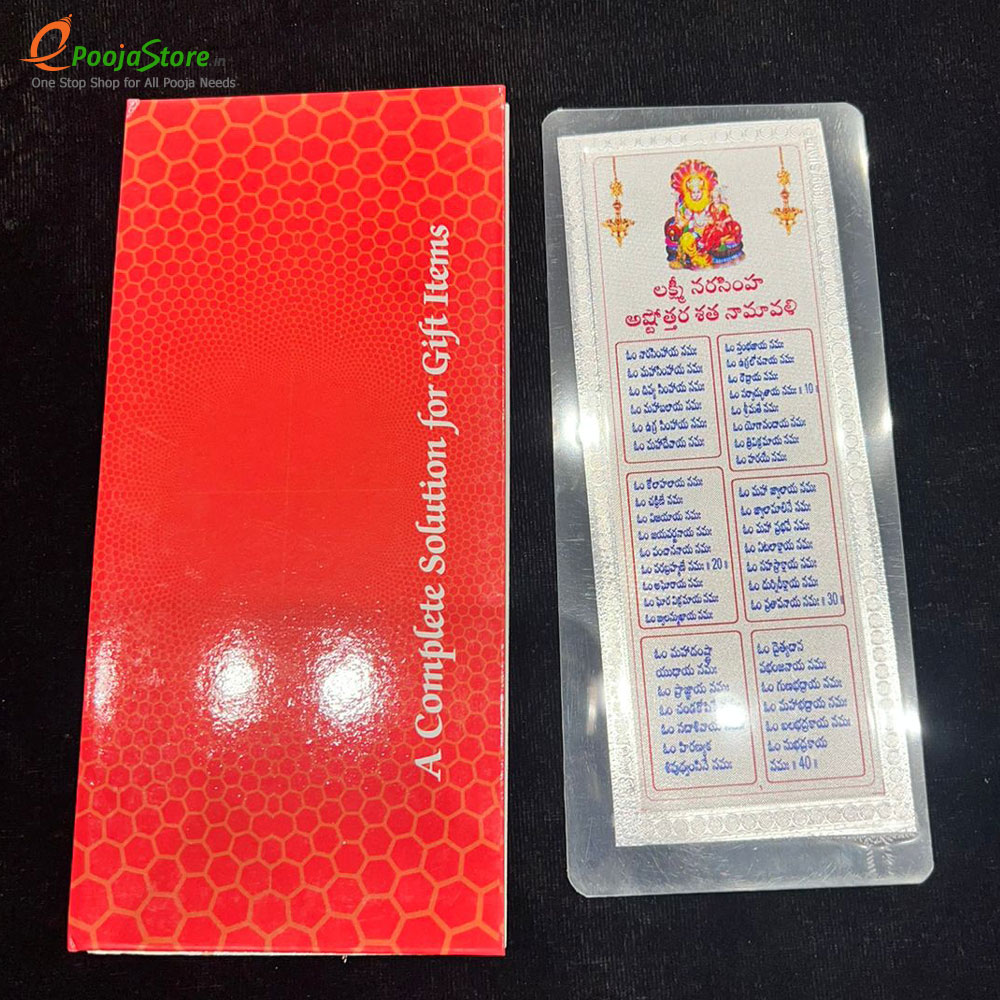 ePoojaStore.in
One Stop Shop for All Pooja Needs
A Complete Solution for Gift Items
లక్ష్మీ నరసింహ
అష్టోత్తర శత నామావళి
ఓం నారసింహాయ నమః
ఓం మహాసింహాయ నమః
ఓం దివ్య సింహాయ నమః
ఓం మహాబలాయ నమః
ఓం ఉగ్ర సింహాయ నమః
ఓం మహాదేవాయ నమః
ఓం స్తంభజాయ నమః
ఓం ఉగ్రలోచనాయ నమః
ఓం రౌద్రాయ నమః
ఓం సర్వాద్భుతాయ నమః ॥ 10 ॥
ఓం శ్రీమతే నమః
ఓం యోగానందాయ నమః
ఓం త్రివిక్రమాయ నమః
ఓం హరయే నమః
ఓం కోలాహలాయ నమః
ఓం చక్రిణే నమః
ఓం విజయాయ నమః
ఓం జయవర్ధనాయ నమః
ఓం పంచాననాయ నమః
ఓం పరబ్రహ్మణే నమః ॥ 20 ॥
ఓం అఘోరాయ నమః
ఓం ఘోర విక్రమాయ నమః
ఓం జ్వలన్ముఖాయ నమః
ఓం మహా జ్వాలాయ నమః
ఓం జ్వాలామాలినే నమః
ఓం మహా ప్రభవే నమః
ఓం నిటలాక్షాయ నమః
ఓం సహస్రాక్షాయ నమః
ఓం దుర్నిరీక్షాయ నమః
ఓం ప్రతాపనాయ నమః ॥ 30 ॥
ఓం మహాదంష్ట్రా
యుధాయ నమః
ఓం ప్రాజ్ఞాయ నమః
ఓం చండకోపినే
ఓం సదాశివాయ నమః
ఓం హిరణ్యక
శిపుధ్వంసినే నమః
ఓం దైత్యదాన
వభంజనాయ నమః
ఓం గుణభద్రాయ నమః
ఓం మహాభద్రాయ నమః
ఓం బలభద్రకాయ నమః
ఓం సుభద్రకాయ
నమః ॥ 40 ॥